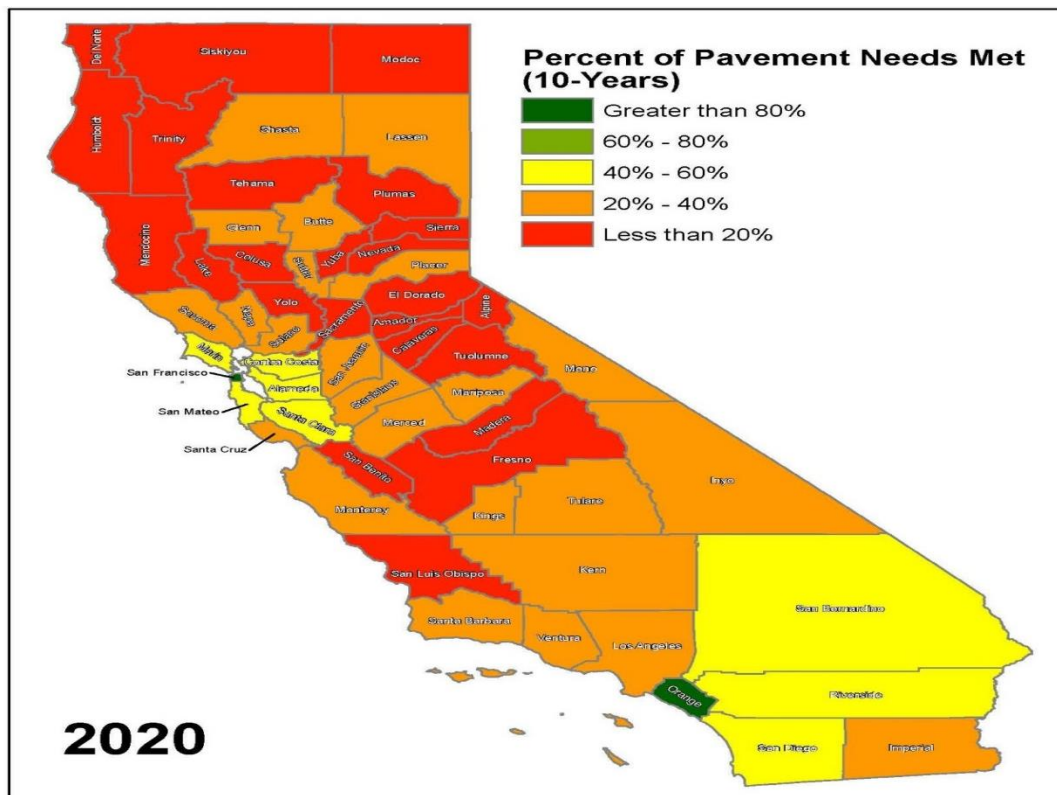 Percent of Pavement Needs Met
(10-Years)
Greater than 80%
60% - 80%
40% - 60%
20% - 40%
Less than 20%
Del Norte
Siskiyou
Modoc
Humboldt
Trinity
Shasta
Lassen
Tehama
Plumas
Mendocino
Glenn
Butte
Sierra
Lake
Colusa
Sutter
Yuba
Nevada
Placer
Sonoma
Napa
Yolo
Sacramento
El Dorado
Alpine
Amador
Solano
Calaveras
Marin
Contra Costa
San Joaquin
Tuolumne
Mono
San Francisco
Alameda
Stanislaus
Mariposa
San Mateo
Santa Clara
Merced
Madera
Santa Cruz
San Benito
Fresno
Monterey
Kings
Tulare
Inyo
San Luis Obispo
Kern
San Bernardino
Santa Barbara
Ventura
Los Angeles
Orange
Riverside
San Diego
Imperial
2020